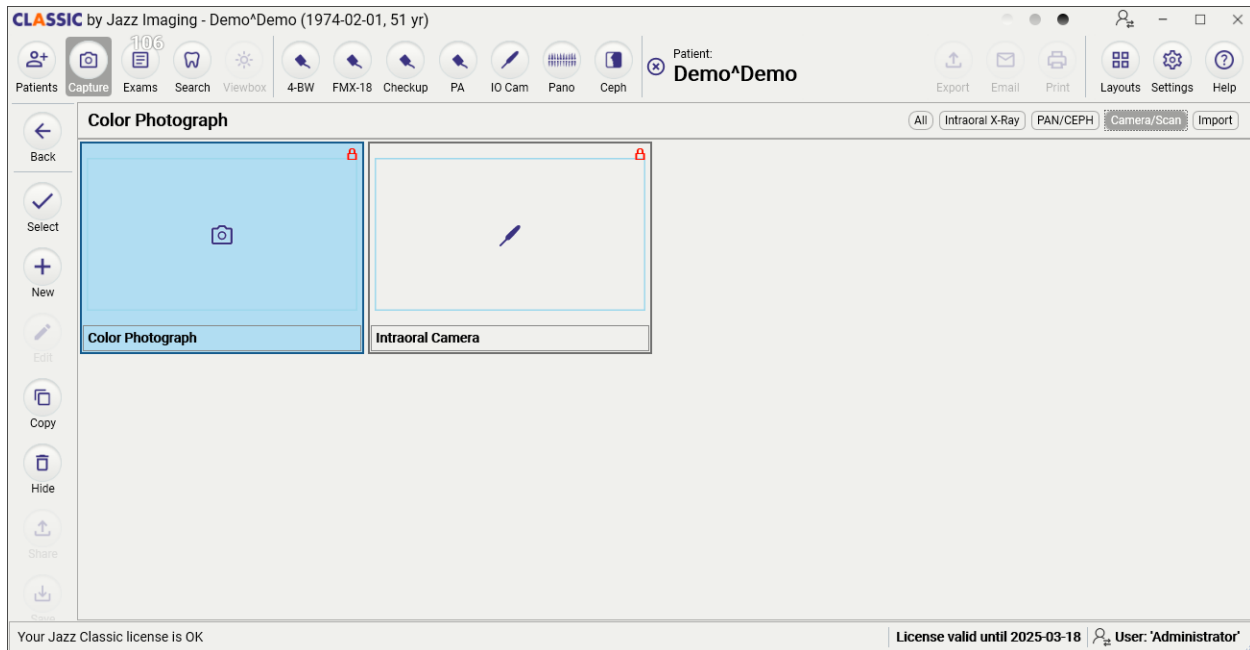 CLASSIC by Jazz Imaging - Demo^Demo (1974-02-01, 51 yr)
106
Patients Capture Exams Search Viewbox 4-BW FMX-18 Checkup PA IO Cam Pano Ceph
Patient:
Demo^Demo
Export Email Print Layouts Settings Help
Back
Color Photograph
All Intraoral X-Ray PAN/CEPH Camera/Scan Import
Select
New
Edit
Copy
Hide
Share
Save
Color Photograph
Intraoral Camera
Your Jazz Classic license is OK
License valid until 2025-03-18
User: 'Administrator'